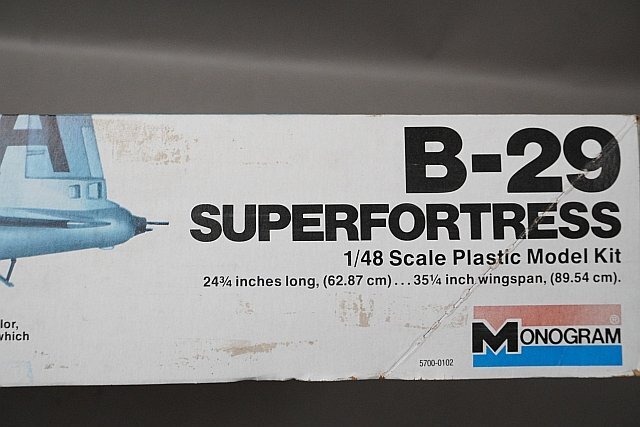 A
B-29
SUPERFORTRESS
1/48 Scale Plastic Model Kit
24¾ inches long, (62.87 cm)...35¼ inch wingspan, (89.54 cm).
lor,
which
MONOGRAM®
5700-0102